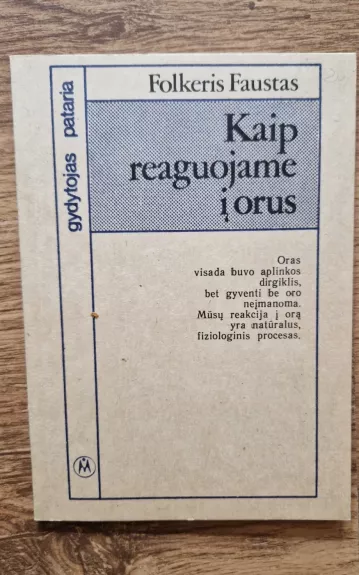 gydytojas pataria
Folkeris Faustas
Kaip
reaguojame
į orus
Oras
visada buvo aplinkos
dirgiklis,
bet gyventi be oro
neįmanoma.
Mūsų reakcija į orą
yra natūralus,
fiziologinis procesas.